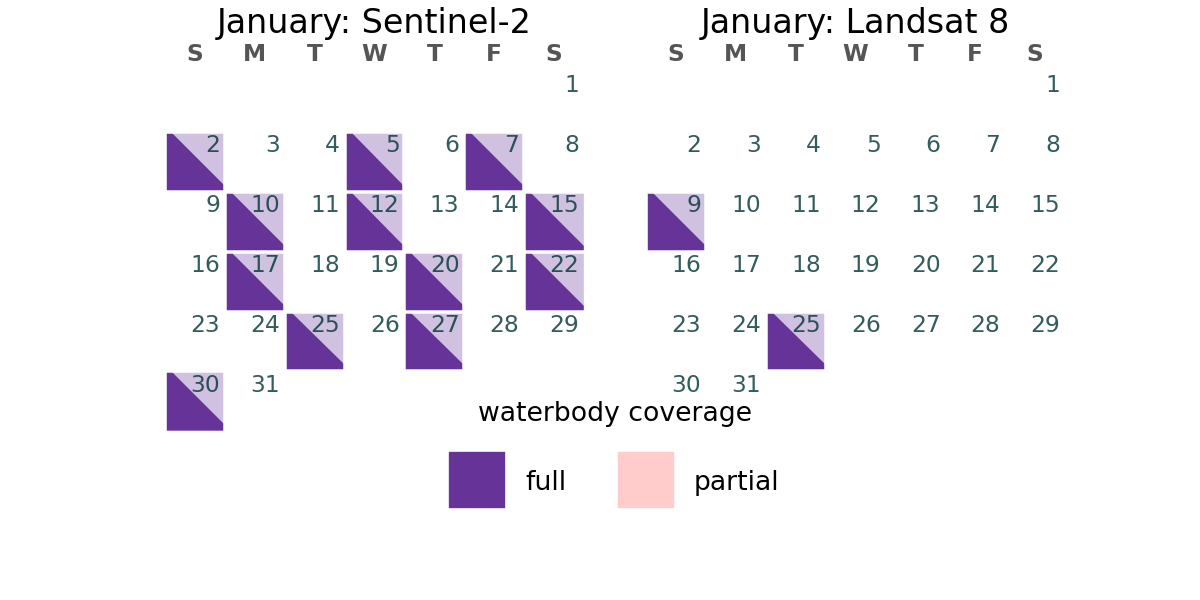 January: Sentinel-2
S M T W T F S
1
2 3 4 5 6 7 8
9 10 11 12 13 14 15
16 17 18 19 20 21 22
23 24 25 26 27 28 29
30 31
January: Landsat 8
S M T W T F S
1
2 3 4 5 6 7 8
9 10 11 12 13 14 15
16 17 18 19 20 21 22
23 24 25 26 27 28 29
30 31
waterbody coverage
full partial